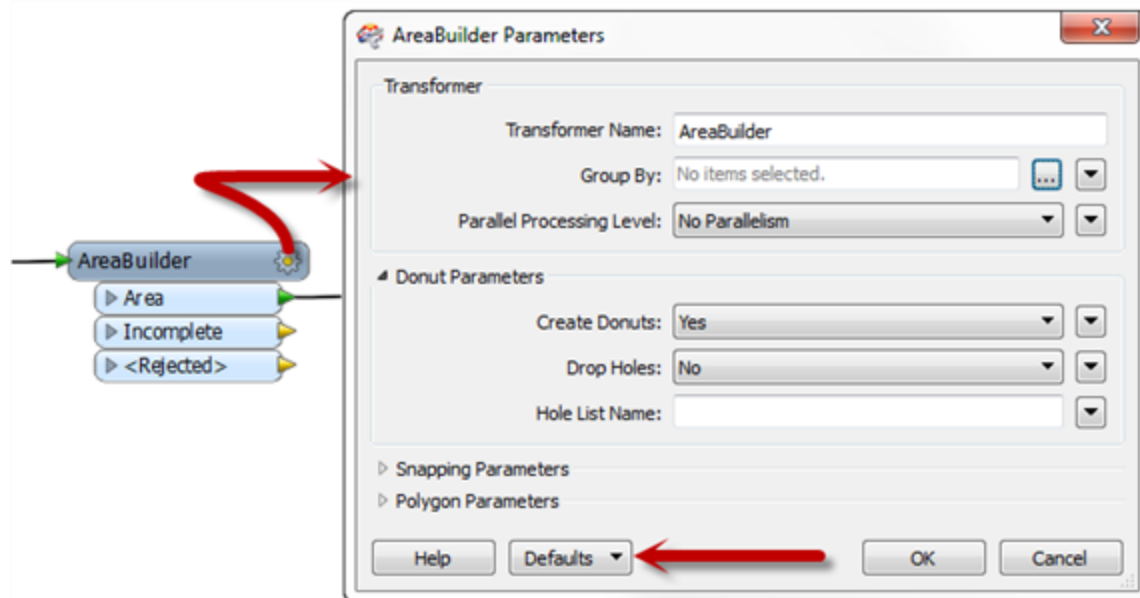 AreaBuilder Parameters
Transformer
Transformer Name: AreaBuilder
Group By: No items selected. ...
Parallel Processing Level: No Parallelism
AreaBuilder
Area
Incomplete
<Rejected>
Donut Parameters
Create Donuts: Yes
Drop Holes: No
Hole List Name:
Snapping Parameters
Polygon Parameters
Help Defaults OK Cancel